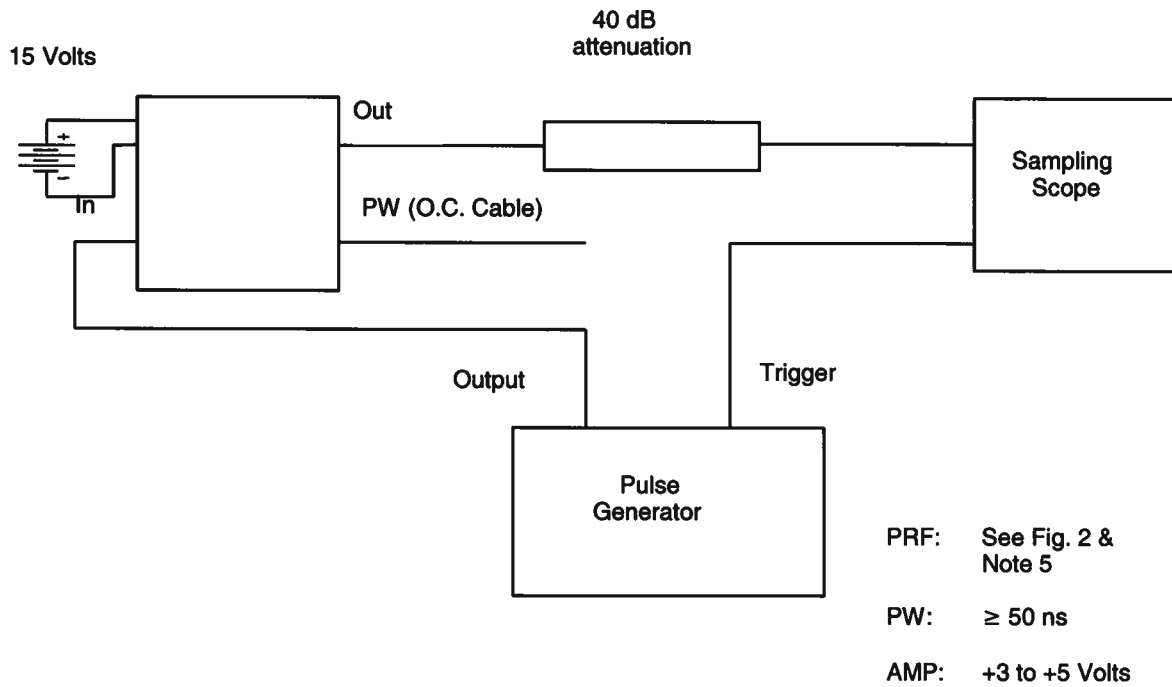 40 dB
attenuation
15 Volts
Out
+
−
In
PW (O.C. Cable)
Sampling
Scope
Output
Trigger
Pulse
Generator
PRF: See Fig. 2 &
Note 5
PW: ≥ 50 ns
AMP: +3 to +5 Volts